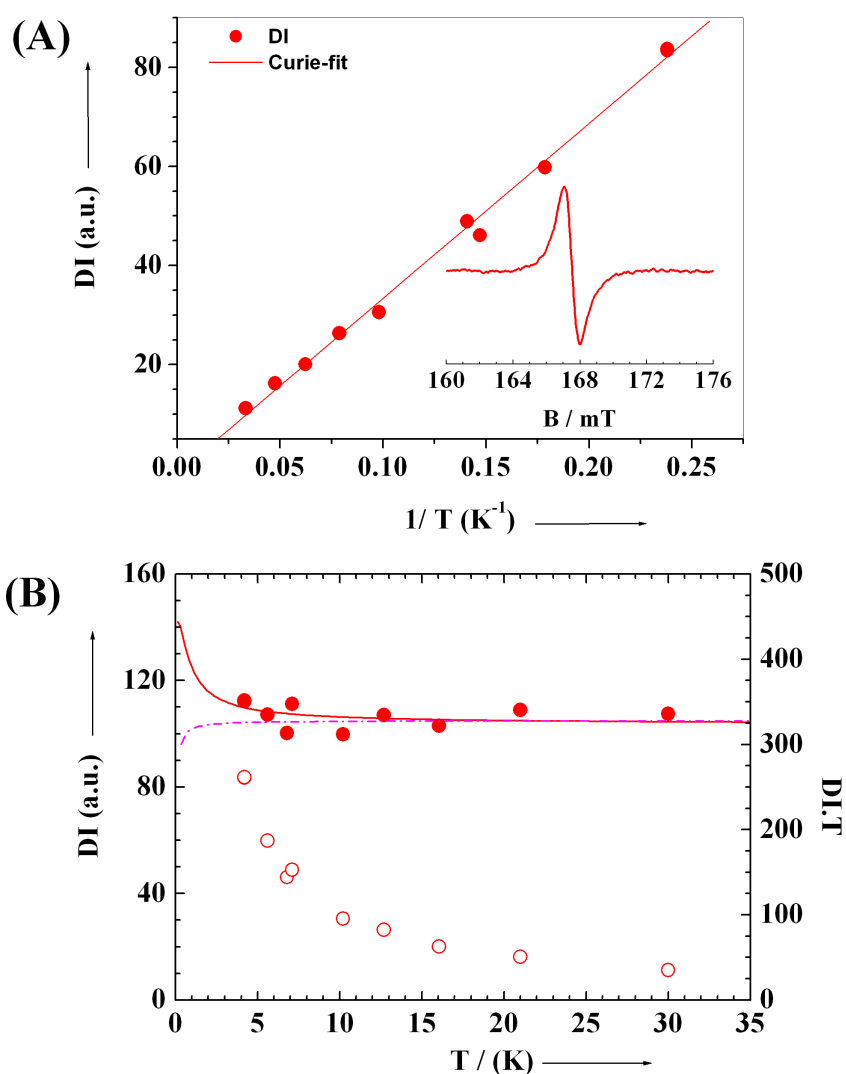 (A)
DI
Curie-fit
80
60
40
20
DI (a.u.)
160 164 168 172 176
B / mT
0.00 0.05 0.10 0.15 0.20 0.25
1/ T (K⁻¹)
(B)
160
120
80
40
0
DI (a.u.)
500
400
300
200
100
0
DI.T
0 5 10 15 20 25 30 35
T / (K)